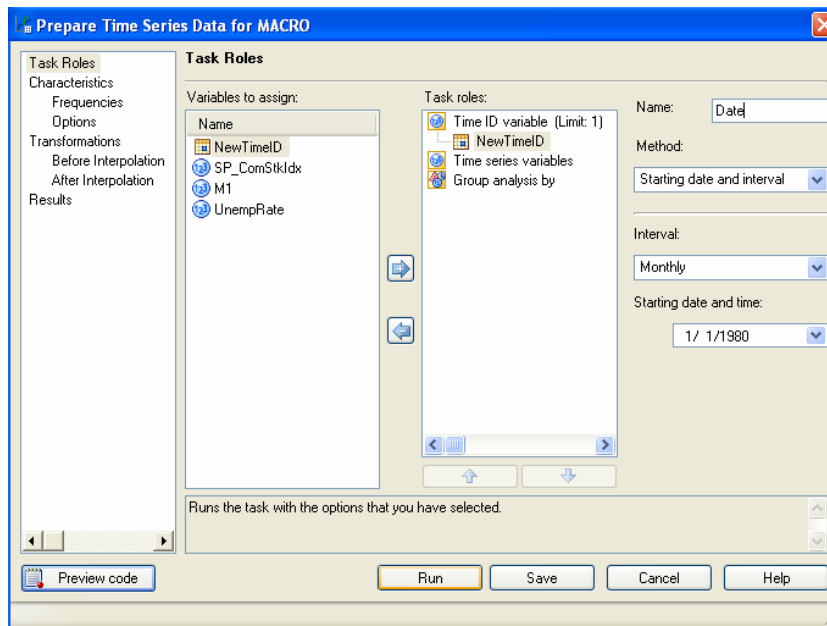 Prepare Time Series Data for MACRO
Task Roles
Characteristics
Frequencies
Options
Transformations
Before Interpolation
After Interpolation
Results
Task Roles
Variables to assign:
Name
NewTimeID
SP_ComStkIdx
M1
UnempRate
Task roles:
Time ID variable (Limit: 1)
NewTimeID
Time series variables
Group analysis by
Name:
Date
Method:
Starting date and interval
Interval:
Monthly
Starting date and time:
1/ 1/1980
Runs the task with the options that you have selected.
Preview code
Run
Save
Cancel
Help